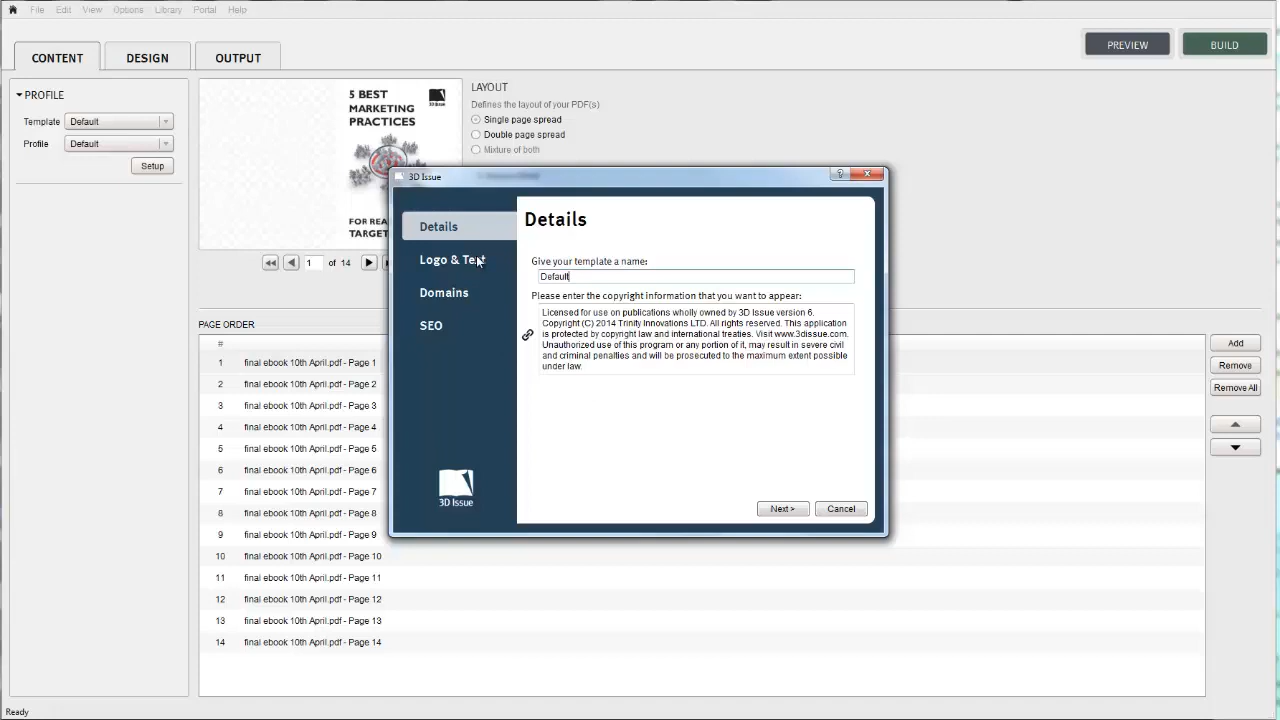 File Edit View Options Library Portal Help
CONTENT DESIGN OUTPUT
PREVIEW BUILD
PROFILE
Template Default
Profile Default
Setup
5 BEST
MARKETING
PRACTICES
3D Issue
FOR REA
TARGET
1 of 14
LAYOUT
Defines the layout of your PDF(s)
Single page spread
Double page spread
Mixture of both
3D Issue
Details
Logo & Text
Domains
SEO
3D Issue
Details
Give your template a name:
Default
Please enter the copyright information that you want to appear:
Licensed for use on publications wholly owned by 3D Issue version 6.
Copyright (C) 2014 Trinity Innovations LTD. All rights reserved. This application
is protected by copyright law and international treaties. Visit www.3dissue.com.
Unauthorized use of this program or any portion of it, may result in severe civil
and criminal penalties and will be prosecuted to the maximum extent possible
under law.
Next > Cancel
PAGE ORDER
#
1 final ebook 10th April.pdf - Page 1
2 final ebook 10th April.pdf - Page 2
3 final ebook 10th April.pdf - Page 3
4 final ebook 10th April.pdf - Page 4
5 final ebook 10th April.pdf - Page 5
6 final ebook 10th April.pdf - Page 6
7 final ebook 10th April.pdf - Page 7
8 final ebook 10th April.pdf - Page 8
9 final ebook 10th April.pdf - Page 9
10 final ebook 10th April.pdf - Page 10
11 final ebook 10th April.pdf - Page 11
12 final ebook 10th April.pdf - Page 12
13 final ebook 10th April.pdf - Page 13
14 final ebook 10th April.pdf - Page 14
Add
Remove
Remove All
Ready